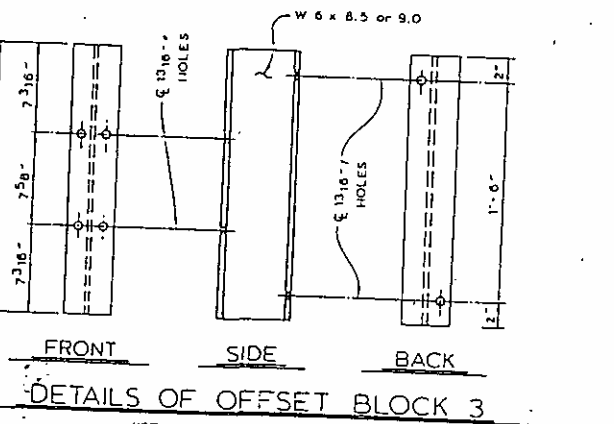 W 6 x 8.5 or 9.0
7 3/16"
7 5/8"
7 3/16"
℄ 13/16"
HOLES
℄ 13/16"
HOLES
2"
1'-6"
2"
FRONT
SIDE
BACK
DETAILS OF OFFSET BLOCK 3